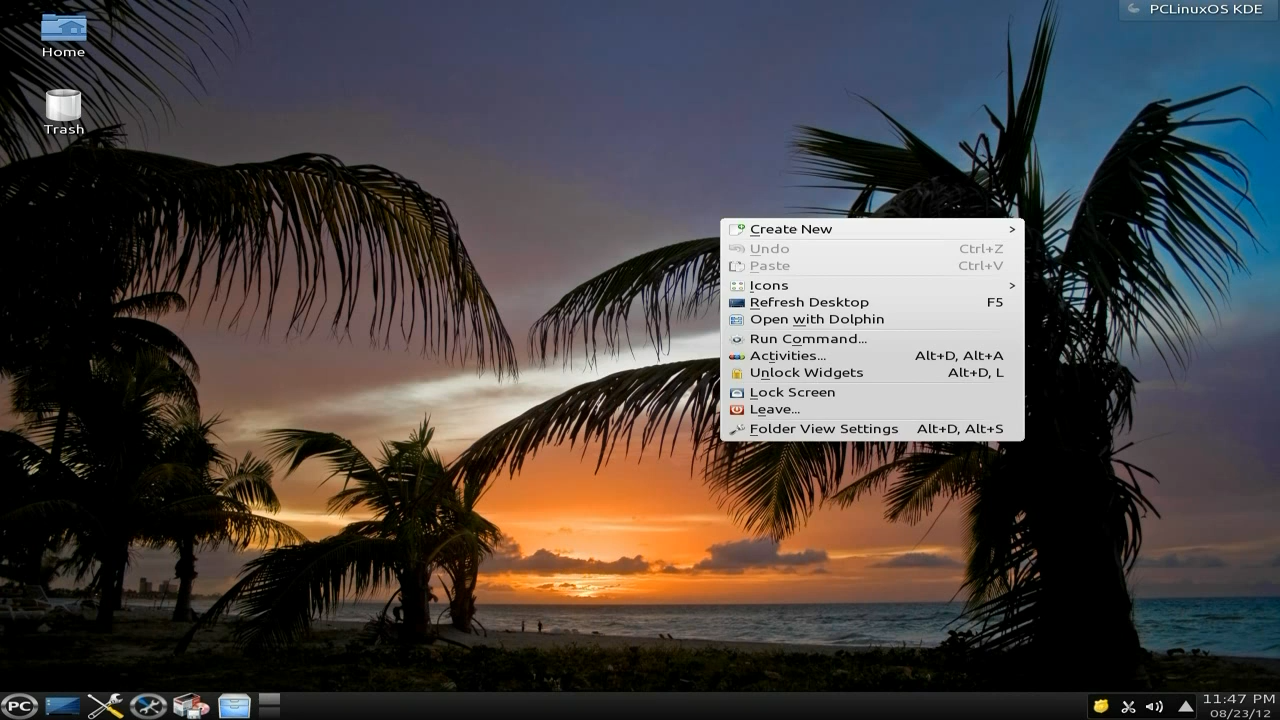 PCLinuxOS KDE
Home
Trash
Create New >
Undo Ctrl+Z
Paste Ctrl+V
Icons >
Refresh Desktop F5
Open with Dolphin
Run Command...
Activities... Alt+D, Alt+A
Unlock Widgets Alt+D, L
Lock Screen
Leave...
Folder View Settings Alt+D, Alt+S
PC
11:47 PM
08/23/12